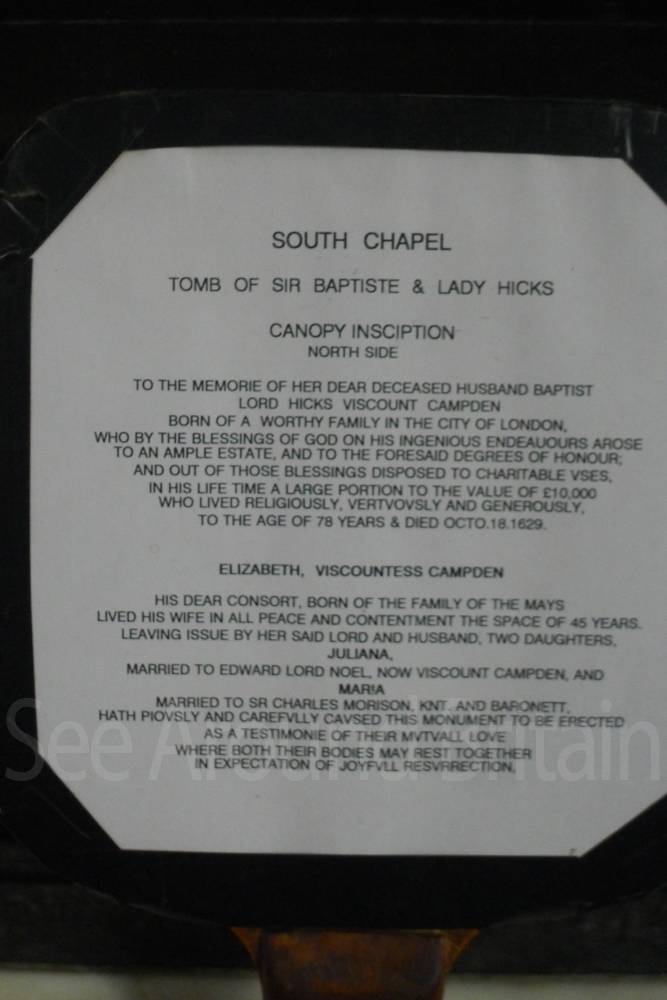 SOUTH CHAPEL
TOMB OF SIR BAPTISTE & LADY HICKS
CANOPY INSCIPTION
NORTH SIDE
TO THE MEMORIE OF HER DEAR DECEASED HUSBAND BAPTIST
LORD HICKS VISCOUNT CAMPDEN
BORN OF A WORTHY FAMILY IN THE CITY OF LONDON,
WHO BY THE BLESSINGS OF GOD ON HIS INGENIOUS ENDEAUOURS AROSE
TO AN AMPLE ESTATE, AND TO THE FORESAID DEGREES OF HONOUR;
AND OUT OF THOSE BLESSINGS DISPOSED TO CHARITABLE VSES,
IN HIS LIFE TIME A LARGE PORTION TO THE VALUE OF £10,000
WHO LIVED RELIGIOUSLY, VERTVOVSLY AND GENEROUSLY,
TO THE AGE OF 78 YEARS & DIED OCTO.18.1629.
ELIZABETH, VISCOUNTESS CAMPDEN
HIS DEAR CONSORT, BORN OF THE FAMILY OF THE MAYS
LIVED HIS WIFE IN ALL PEACE AND CONTENTMENT THE SPACE OF 45 YEARS.
LEAVING ISSUE BY HER SAID LORD AND HUSBAND, TWO DAUGHTERS,
JULIANA,
MARRIED TO EDWARD LORD NOEL, NOW VISCOUNT CAMPDEN, AND
MARIA
MARRIED TO SR CHARLES MORISON, KNT. AND BARONETT,
HATH PIOVSLY AND CAREFVLLY CAVSED THIS MONUMENT TO BE ERECTED
AS A TESTIMONIE OF THEIR MVTVALL LOVE
WHERE BOTH THEIR BODIES MAY REST TOGETHER
IN EXPECTATION OF JOYFVLL RESVRRECTION,
See Around Britain